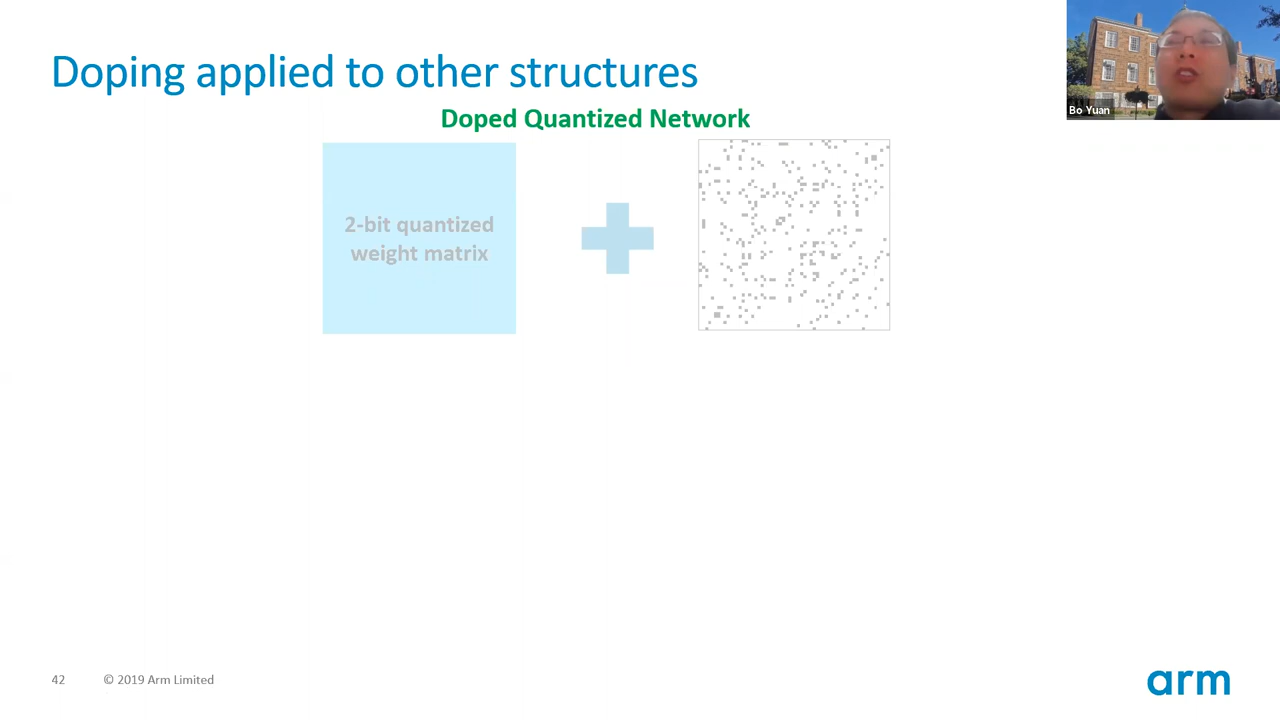 Doping applied to other structures
Bo Yuan
Doped Quantized Network
2-bit quantized
weight matrix
42
© 2019 Arm Limited
arm